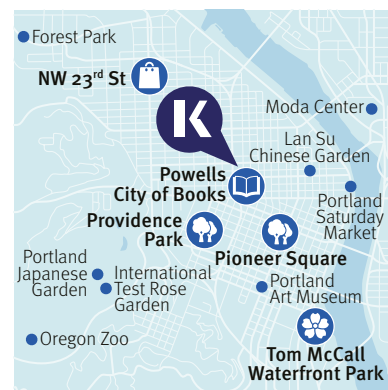 Forest Park
NW 23rd St
K
Moda Center
Lan Su
Chinese Garden
Powells
City of Books
Portland
Saturday
Market
Providence
Park
Pioneer Square
Portland
Japanese
Garden
International
Test Rose
Garden
Portland
Art Museum
Oregon Zoo
Tom McCall
Waterfront Park